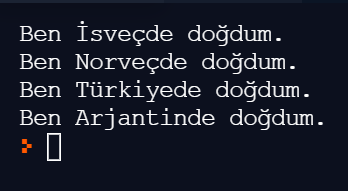 Ben İsveçde doğdum.
Ben Norveçde doğdum.
Ben Türkiyede doğdum.
Ben Arjantinde doğdum.